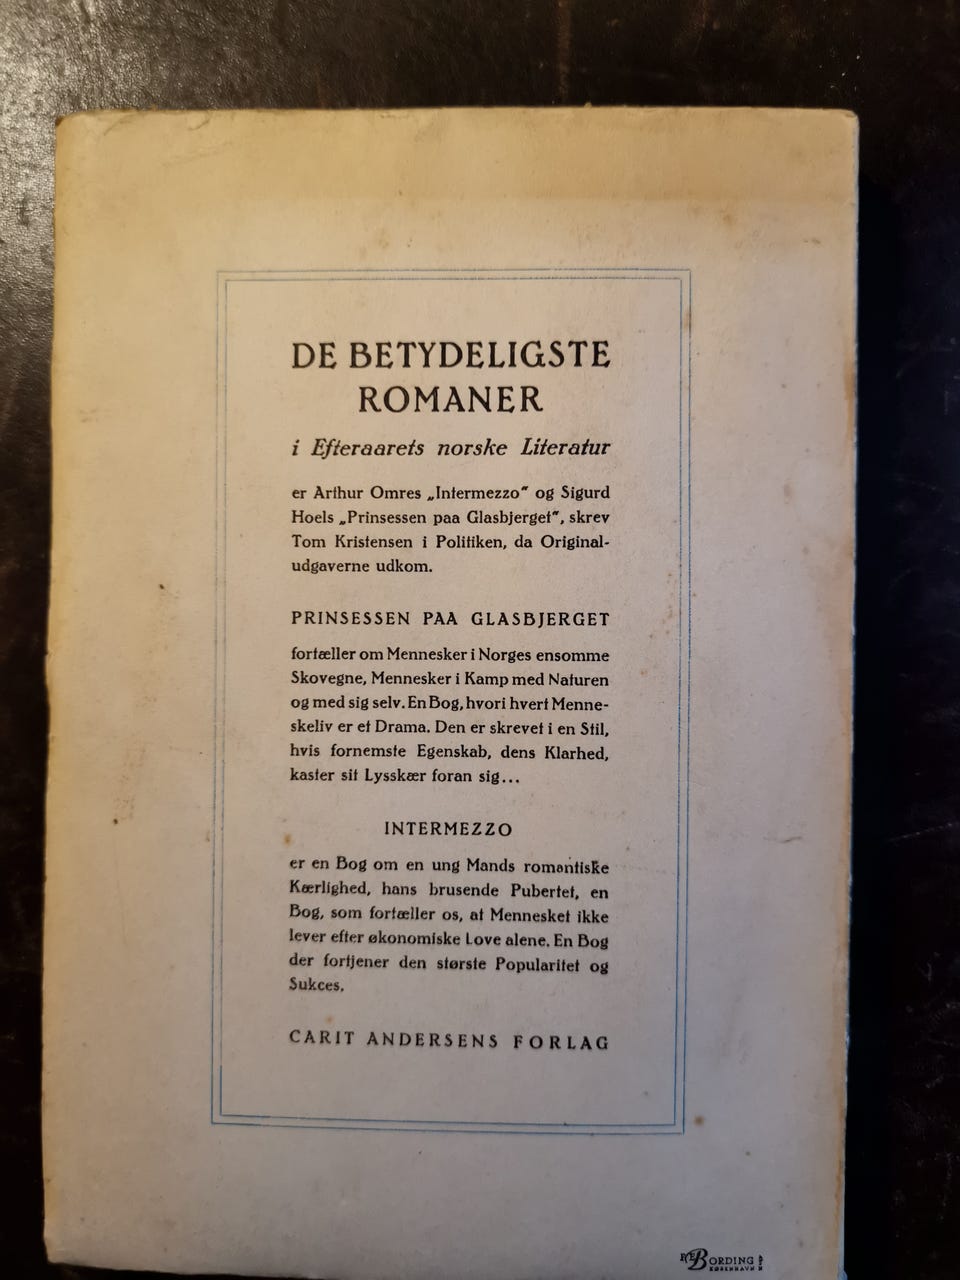 DE BETYDELIGSTE
ROMANER
i Efteraarets norske Literatur
er Arthur Omres „Intermezzo" og Sigurd
Hoels „Prinsessen paa Glasbjerget", skrev
Tom Kristensen i Politiken, da Original-
udgaverne udkom.
PRINSESSEN PAA GLASBJERGET
fortæller om Mennesker i Norges ensomme
Skovegne, Mennesker i Kamp med Naturen
og med sig selv. En Bog, hvori hvert Menne-
skeliv er et Drama. Den er skrevet i en Stil,
hvis fornemste Egenskab, dens Klarhed,
kaster sit Lysskær foran sig...
INTERMEZZO
er en Bog om en ung Mands romantiske
Kærlighed, hans brusende Pubertet, en
Bog, som fortæller os, at Mennesket ikke
lever efter økonomiske Love alene. En Bog
der fortjener den største Popularitet og
Sukces.
CARIT ANDERSENS FORLAG
BORDING
KØBENHAVN